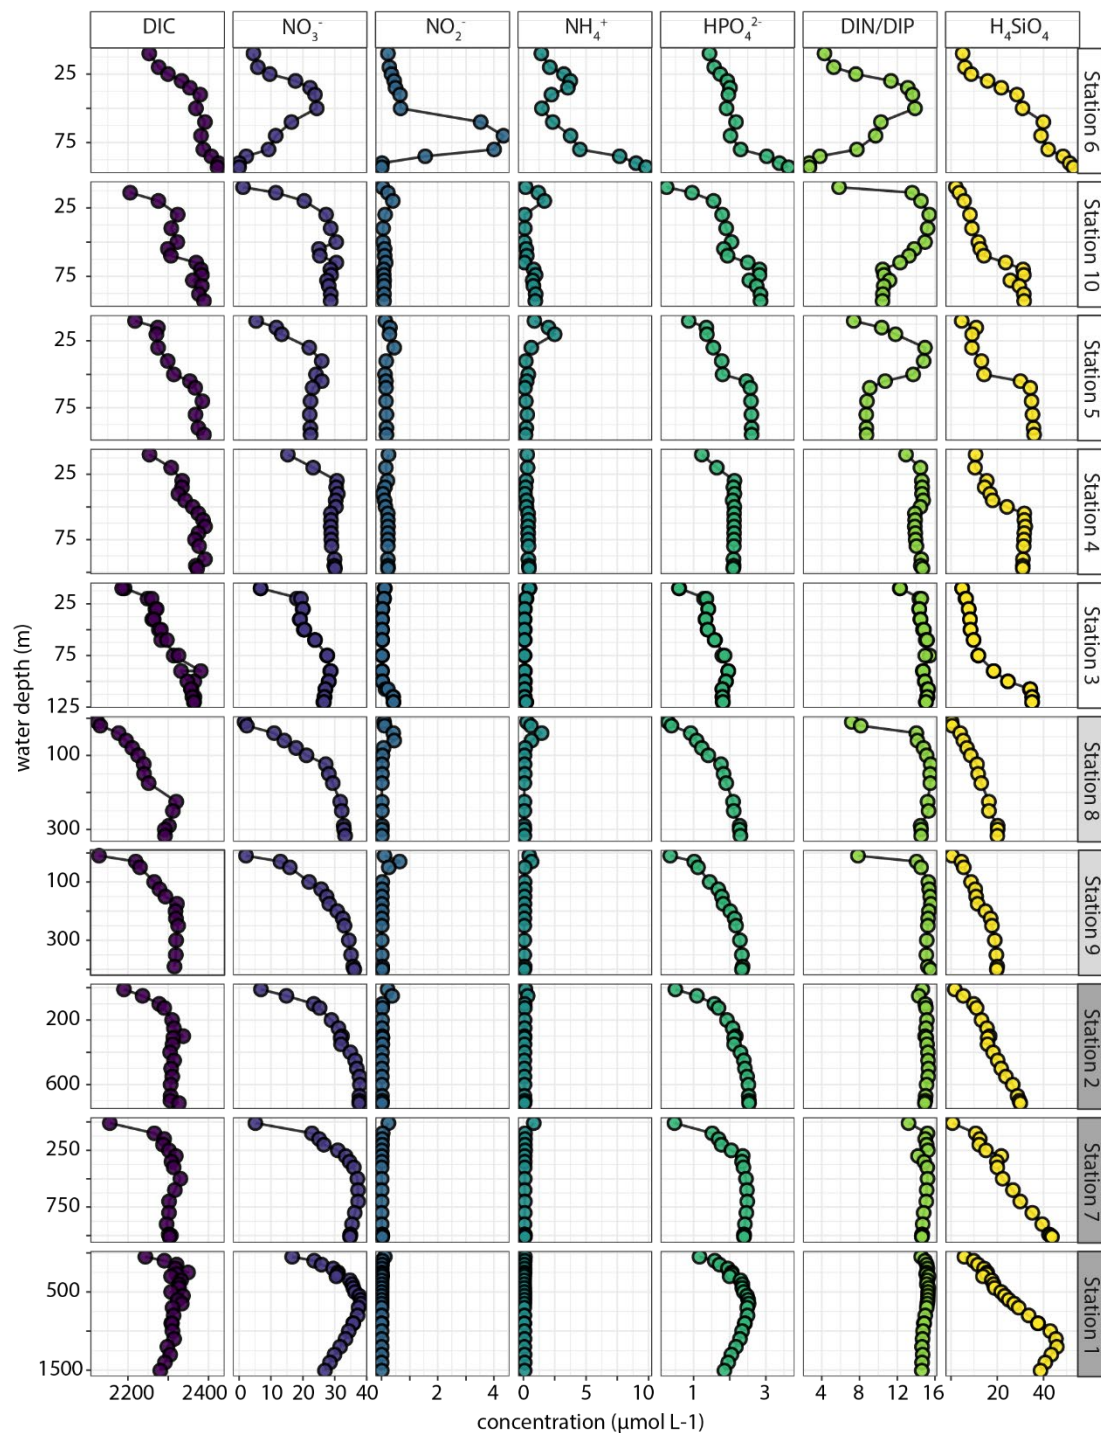 DIC NO₃⁻ NO₂⁻ NH₄⁺ HPO₄²⁻ DIN/DIP H₄SiO₄
25
75
Station 6
25
75
Station 10
25
75
Station 5
25
75
Station 4
25
75
125
Station 3
100
300
Station 8
100
300
Station 9
200
600
Station 2
250
750
Station 7
500
1500
Station 1
water depth (m)
2200 2400 0 10 20 30 40 0 2 4 0 5 10 1 3 4 8 12 16 20 40
concentration (µmol L-1)